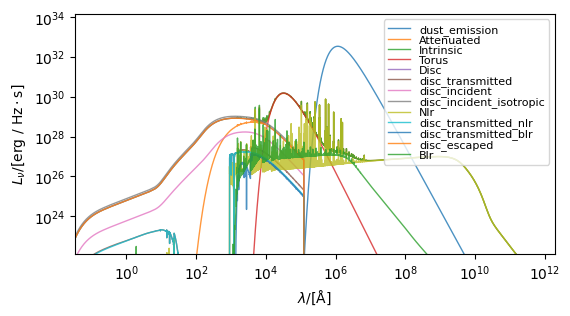 10^34
10^32
10^30
10^28
10^26
10^24
L_ν/[erg / Hz · s]
10^0
10^2
10^4
10^6
10^8
10^10
10^12
λ/[Å]
dust_emission
Attenuated
Intrinsic
Torus
Disc
disc_transmitted
disc_incident
disc_incident_isotropic
Nlr
disc_transmitted_nlr
disc_transmitted_blr
disc_escaped
Blr